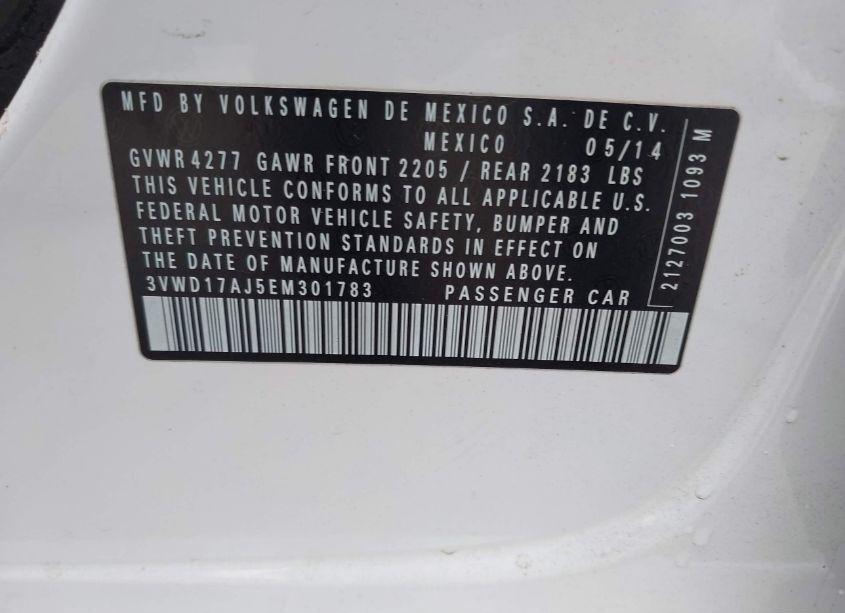 MFD BY VOLKSWAGEN DE MEXICO S.A. DE C.V.
MEXICO 05/14
GVWR 4277 GAWR FRONT 2205 / REAR 2183 LBS
THIS VEHICLE CONFORMS TO ALL APPLICABLE U.S.
FEDERAL MOTOR VEHICLE SAFETY, BUMPER AND
THEFT PREVENTION STANDARDS IN EFFECT ON
THE DATE OF MANUFACTURE SHOWN ABOVE.
3VWD17AJ5EM301783 PASSENGER CAR
2127003 1093 M